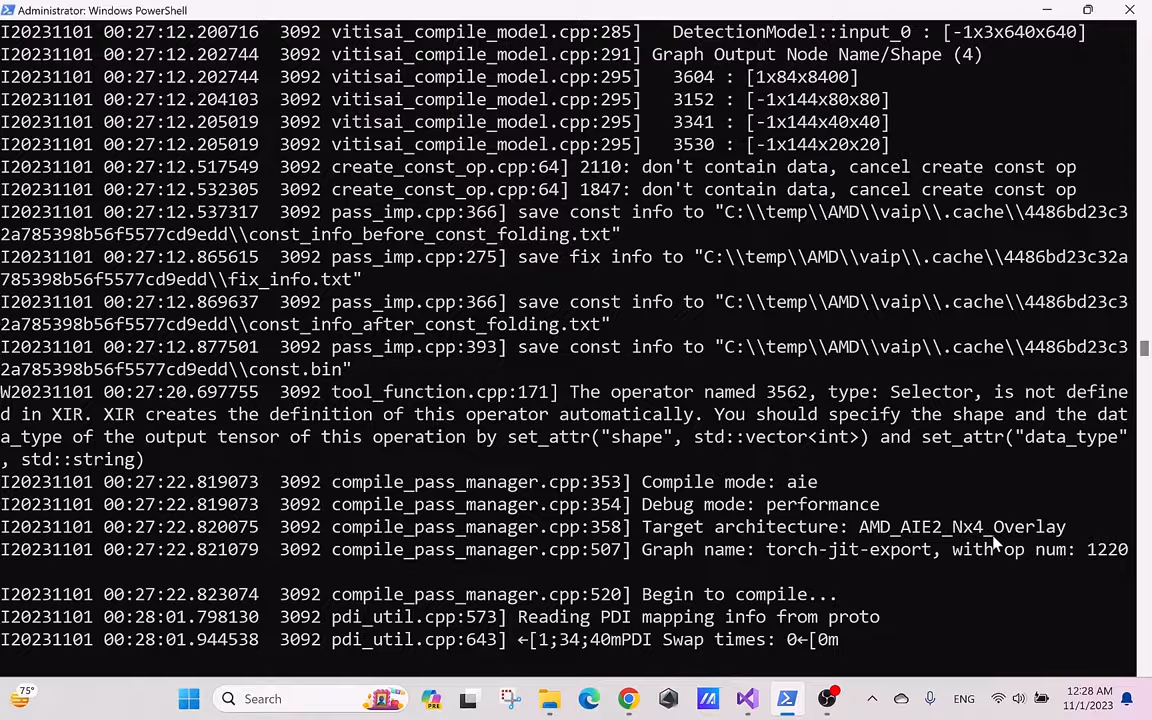 Administrator: Windows PowerShell
I20231101 00:27:12.200716  3092 vitisai_compile_model.cpp:285]   DetectionModel::input_0 : [-1x3x640x640]
I20231101 00:27:12.202744  3092 vitisai_compile_model.cpp:291] Graph Output Node Name/Shape (4)
I20231101 00:27:12.202744  3092 vitisai_compile_model.cpp:295]   3604 : [1x84x8400]
I20231101 00:27:12.204103  3092 vitisai_compile_model.cpp:295]   3152 : [-1x144x80x80]
I20231101 00:27:12.205019  3092 vitisai_compile_model.cpp:295]   3341 : [-1x144x40x40]
I20231101 00:27:12.205019  3092 vitisai_compile_model.cpp:295]   3530 : [-1x144x20x20]
I20231101 00:27:12.517549  3092 create_const_op.cpp:64] 2110: don't contain data, cancel create const op
I20231101 00:27:12.532305  3092 create_const_op.cpp:64] 1847: don't contain data, cancel create const op
I20231101 00:27:12.537317  3092 pass_imp.cpp:366] save const info to "C:\\temp\\AMD\\vaip\\.cache\\4486bd23c3
2a785398b56f5577cd9edd\\const_info_before_const_folding.txt"
I20231101 00:27:12.865615  3092 pass_imp.cpp:275] save fix info to "C:\\temp\\AMD\\vaip\\.cache\\4486bd23c32a
785398b56f5577cd9edd\\fix_info.txt"
I20231101 00:27:12.869637  3092 pass_imp.cpp:366] save const info to "C:\\temp\\AMD\\vaip\\.cache\\4486bd23c3
2a785398b56f5577cd9edd\\const_info_after_const_folding.txt"
I20231101 00:27:12.877501  3092 pass_imp.cpp:393] save const info to "C:\\temp\\AMD\\vaip\\.cache\\4486bd23c3
2a785398b56f5577cd9edd\\const.bin"
W20231101 00:27:20.697755  3092 tool_function.cpp:171] The operator named 3562, type: Selector, is not define
d in XIR. XIR creates the definition of this operator automatically. You should specify the shape and the dat
a_type of the output tensor of this operation by set_attr("shape", std::vector<int>) and set_attr("data_type"
, std::string)
I20231101 00:27:22.819073  3092 compile_pass_manager.cpp:353] Compile mode: aie
I20231101 00:27:22.819073  3092 compile_pass_manager.cpp:354] Debug mode: performance
I20231101 00:27:22.820075  3092 compile_pass_manager.cpp:358] Target architecture: AMD_AIE2_Nx4_Overlay
I20231101 00:27:22.821079  3092 compile_pass_manager.cpp:507] Graph name: torch-jit-export, with op num: 1220
I20231101 00:27:22.823074  3092 compile_pass_manager.cpp:520] Begin to compile...
I20231101 00:28:01.798130  3092 pdi_util.cpp:573] Reading PDI mapping info from proto
I20231101 00:28:01.944538  3092 pdi_util.cpp:643] ←[1;34;40mPDI Swap times: 0←[0m
75°
Search
PRE
ENG
12:28 AM
11/1/2023